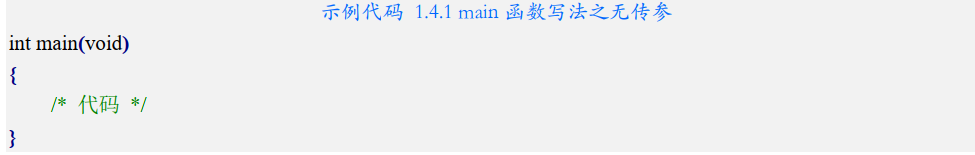 示例代码 1.4.1 main 函数写法之无传参
int main(void)
{
/* 代码 */
}